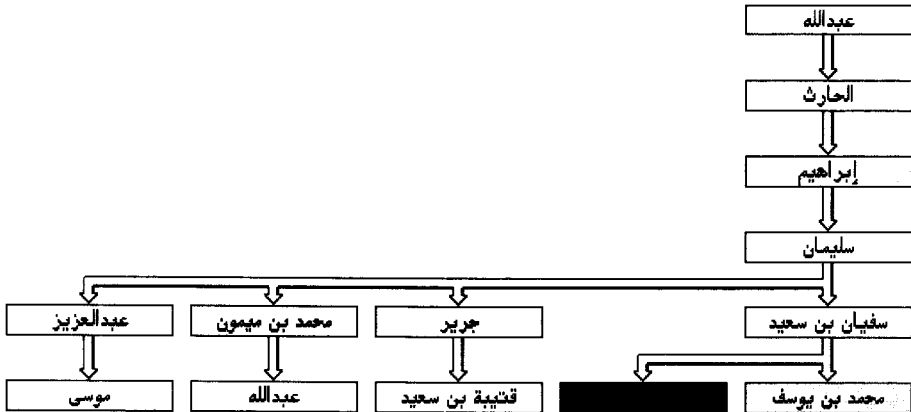 عبدالله
الحارث
إبراهيم
سليمان
سفيان بن سعيد
جرير
محمد بن ميمون
عبدالعزيز
محمد بن يوسف
قتيبة بن سعيد
عبدالله
موسى